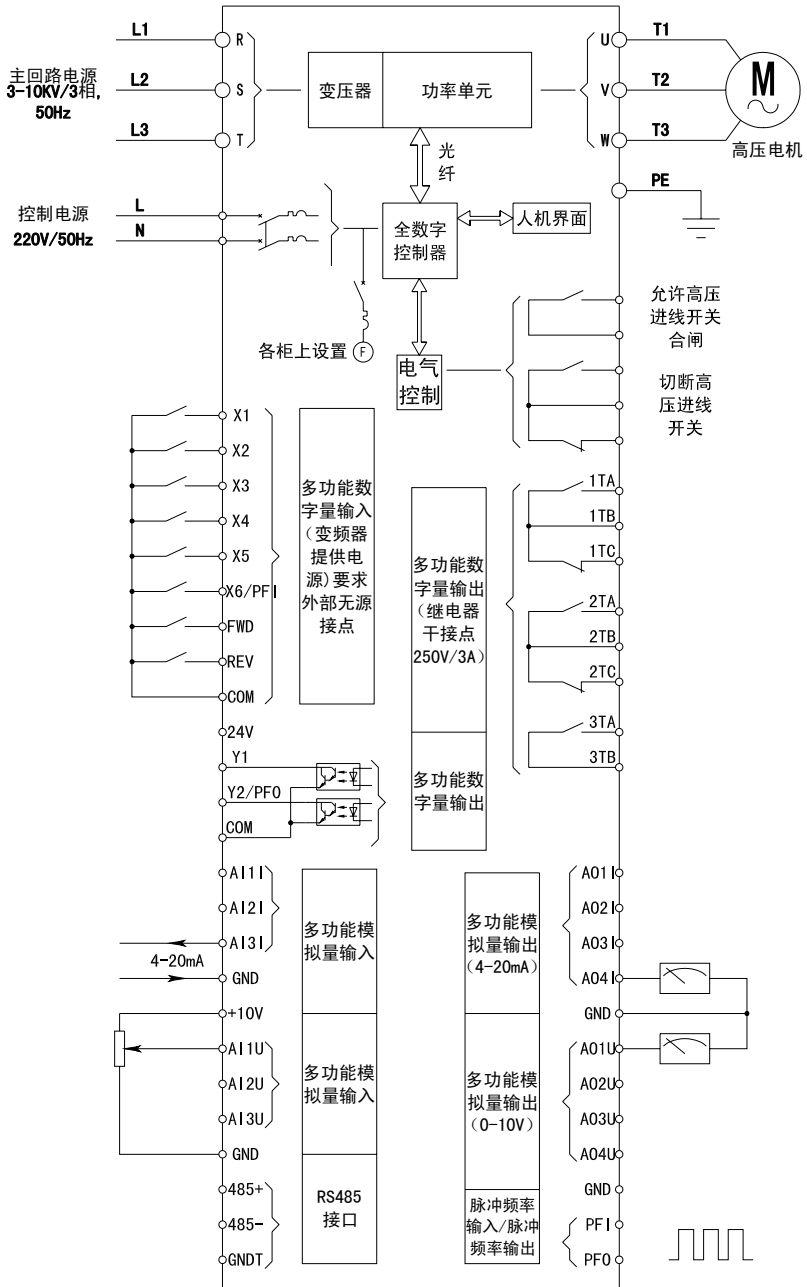 L1
R
主回路电源
3-10KV/3相,
50Hz
L2
S
L3
T
变压器
功率单元
U
T1
V
T2
W
T3
M
高压电机
光
纤
PE
控制电源
220V/50Hz
L
N
全数字
控制器
人机界面
各柜上设置
F
电气
控制
允许高压
进线开关
合闸
切断高
压进线
开关
X1
X2
X3
X4
X5
X6/PFI
FWD
REV
COM
多功能数
字量输入
(变频器
提供电
源)要求
外部无源
接点
多功能数
字量输出
(继电器
干接点
250V/3A)
1TA
1TB
1TC
2TA
2TB
2TC
3TA
3TB
24V
Y1
Y2/PFO
COM
多功能数
字量输出
AI1I
AI2I
AI3I
4-20mA
GND
多功能模
拟量输入
多功能模
拟量输出
(4-20mA)
AO1I
AO2I
AO3I
AO4I
GND
+10V
AI1U
AI2U
AI3U
GND
多功能模
拟量输入
多功能模
拟量输出
(0-10V)
AO1U
AO2U
AO3U
AO4U
GND
485+
485-
GNDT
RS485
接口
脉冲频率
输入/脉冲
频率输出
PFI
PFO